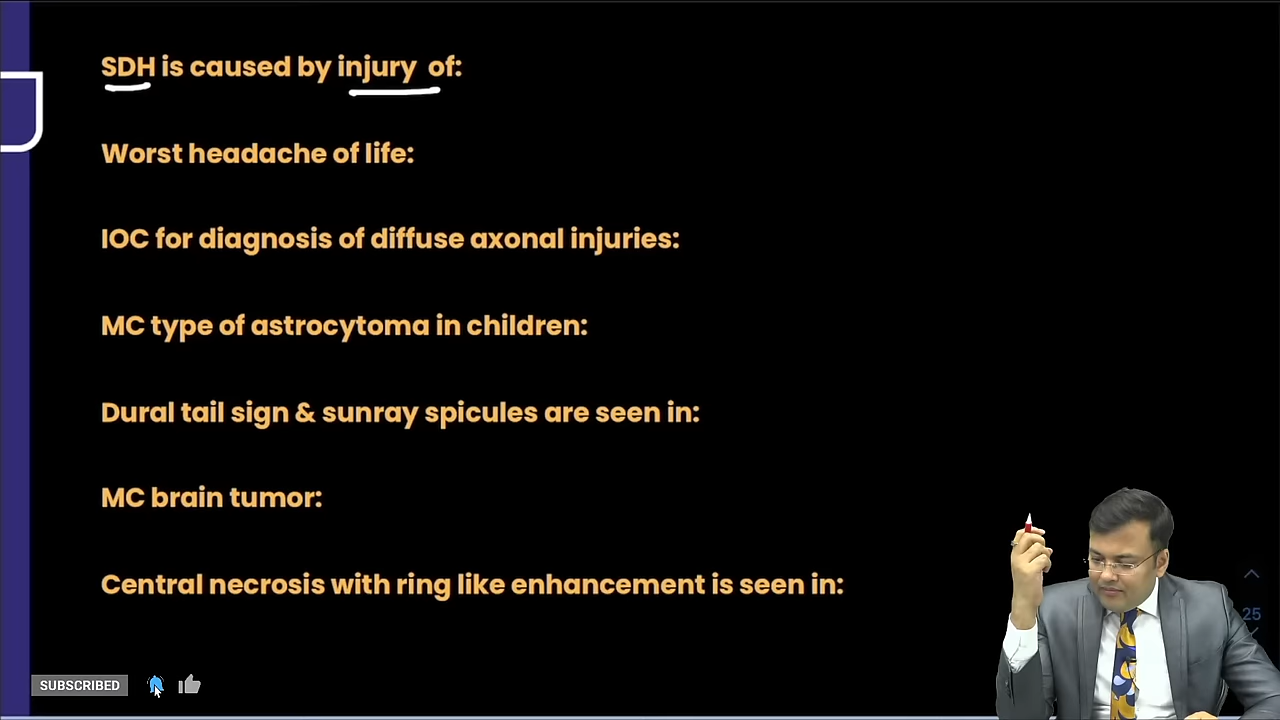 SDH is caused by injury of:
Worst headache of life:
IOC for diagnosis of diffuse axonal injuries:
MC type of astrocytoma in children:
Dural tail sign & sunray spicules are seen in:
MC brain tumor:
Central necrosis with ring like enhancement is seen in:
25
SUBSCRIBED